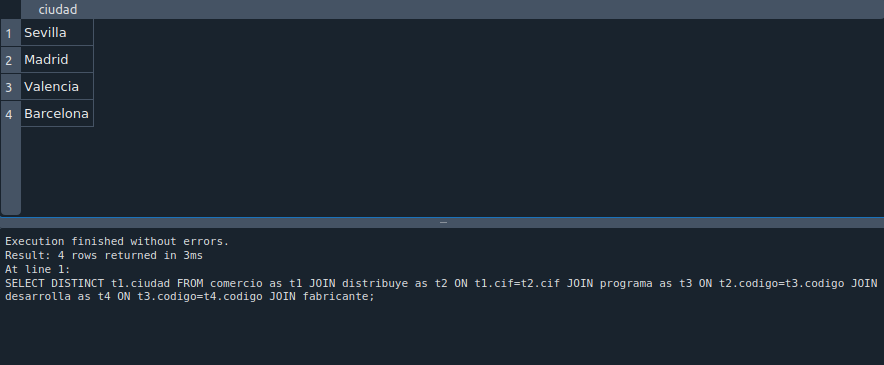 ciudad
1 Sevilla
2 Madrid
3 Valencia
4 Barcelona
Execution finished without errors.
Result: 4 rows returned in 3ms
At line 1:
SELECT DISTINCT t1.ciudad FROM comercio as t1 JOIN distribuye as t2 ON t1.cif=t2.cif JOIN programa as t3 ON t2.codigo=t3.codigo JOIN
desarrolla as t4 ON t3.codigo=t4.codigo JOIN fabricante;